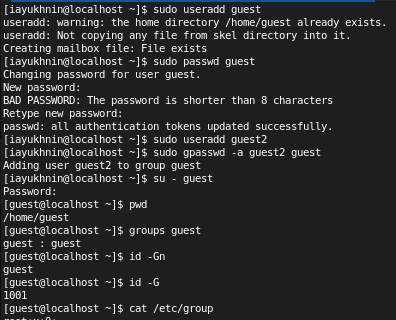 [iayukhnin@localhost ~]$ sudo useradd guest
useradd: warning: the home directory /home/guest already exists.
useradd: Not copying any file from skel directory into it.
Creating mailbox file: File exists
[iayukhnin@localhost ~]$ sudo passwd guest
Changing password for user guest.
New password:
BAD PASSWORD: The password is shorter than 8 characters
Retype new password:
passwd: all authentication tokens updated successfully.
[iayukhnin@localhost ~]$ sudo useradd guest2
[iayukhnin@localhost ~]$ sudo gpasswd -a guest2 guest
Adding user guest2 to group guest
[iayukhnin@localhost ~]$ su - guest
Password:
[guest@localhost ~]$ pwd
/home/guest
[guest@localhost ~]$ groups guest
guest : guest
[guest@localhost ~]$ id -Gn
guest
[guest@localhost ~]$ id -G
1001
[guest@localhost ~]$ cat /etc/group